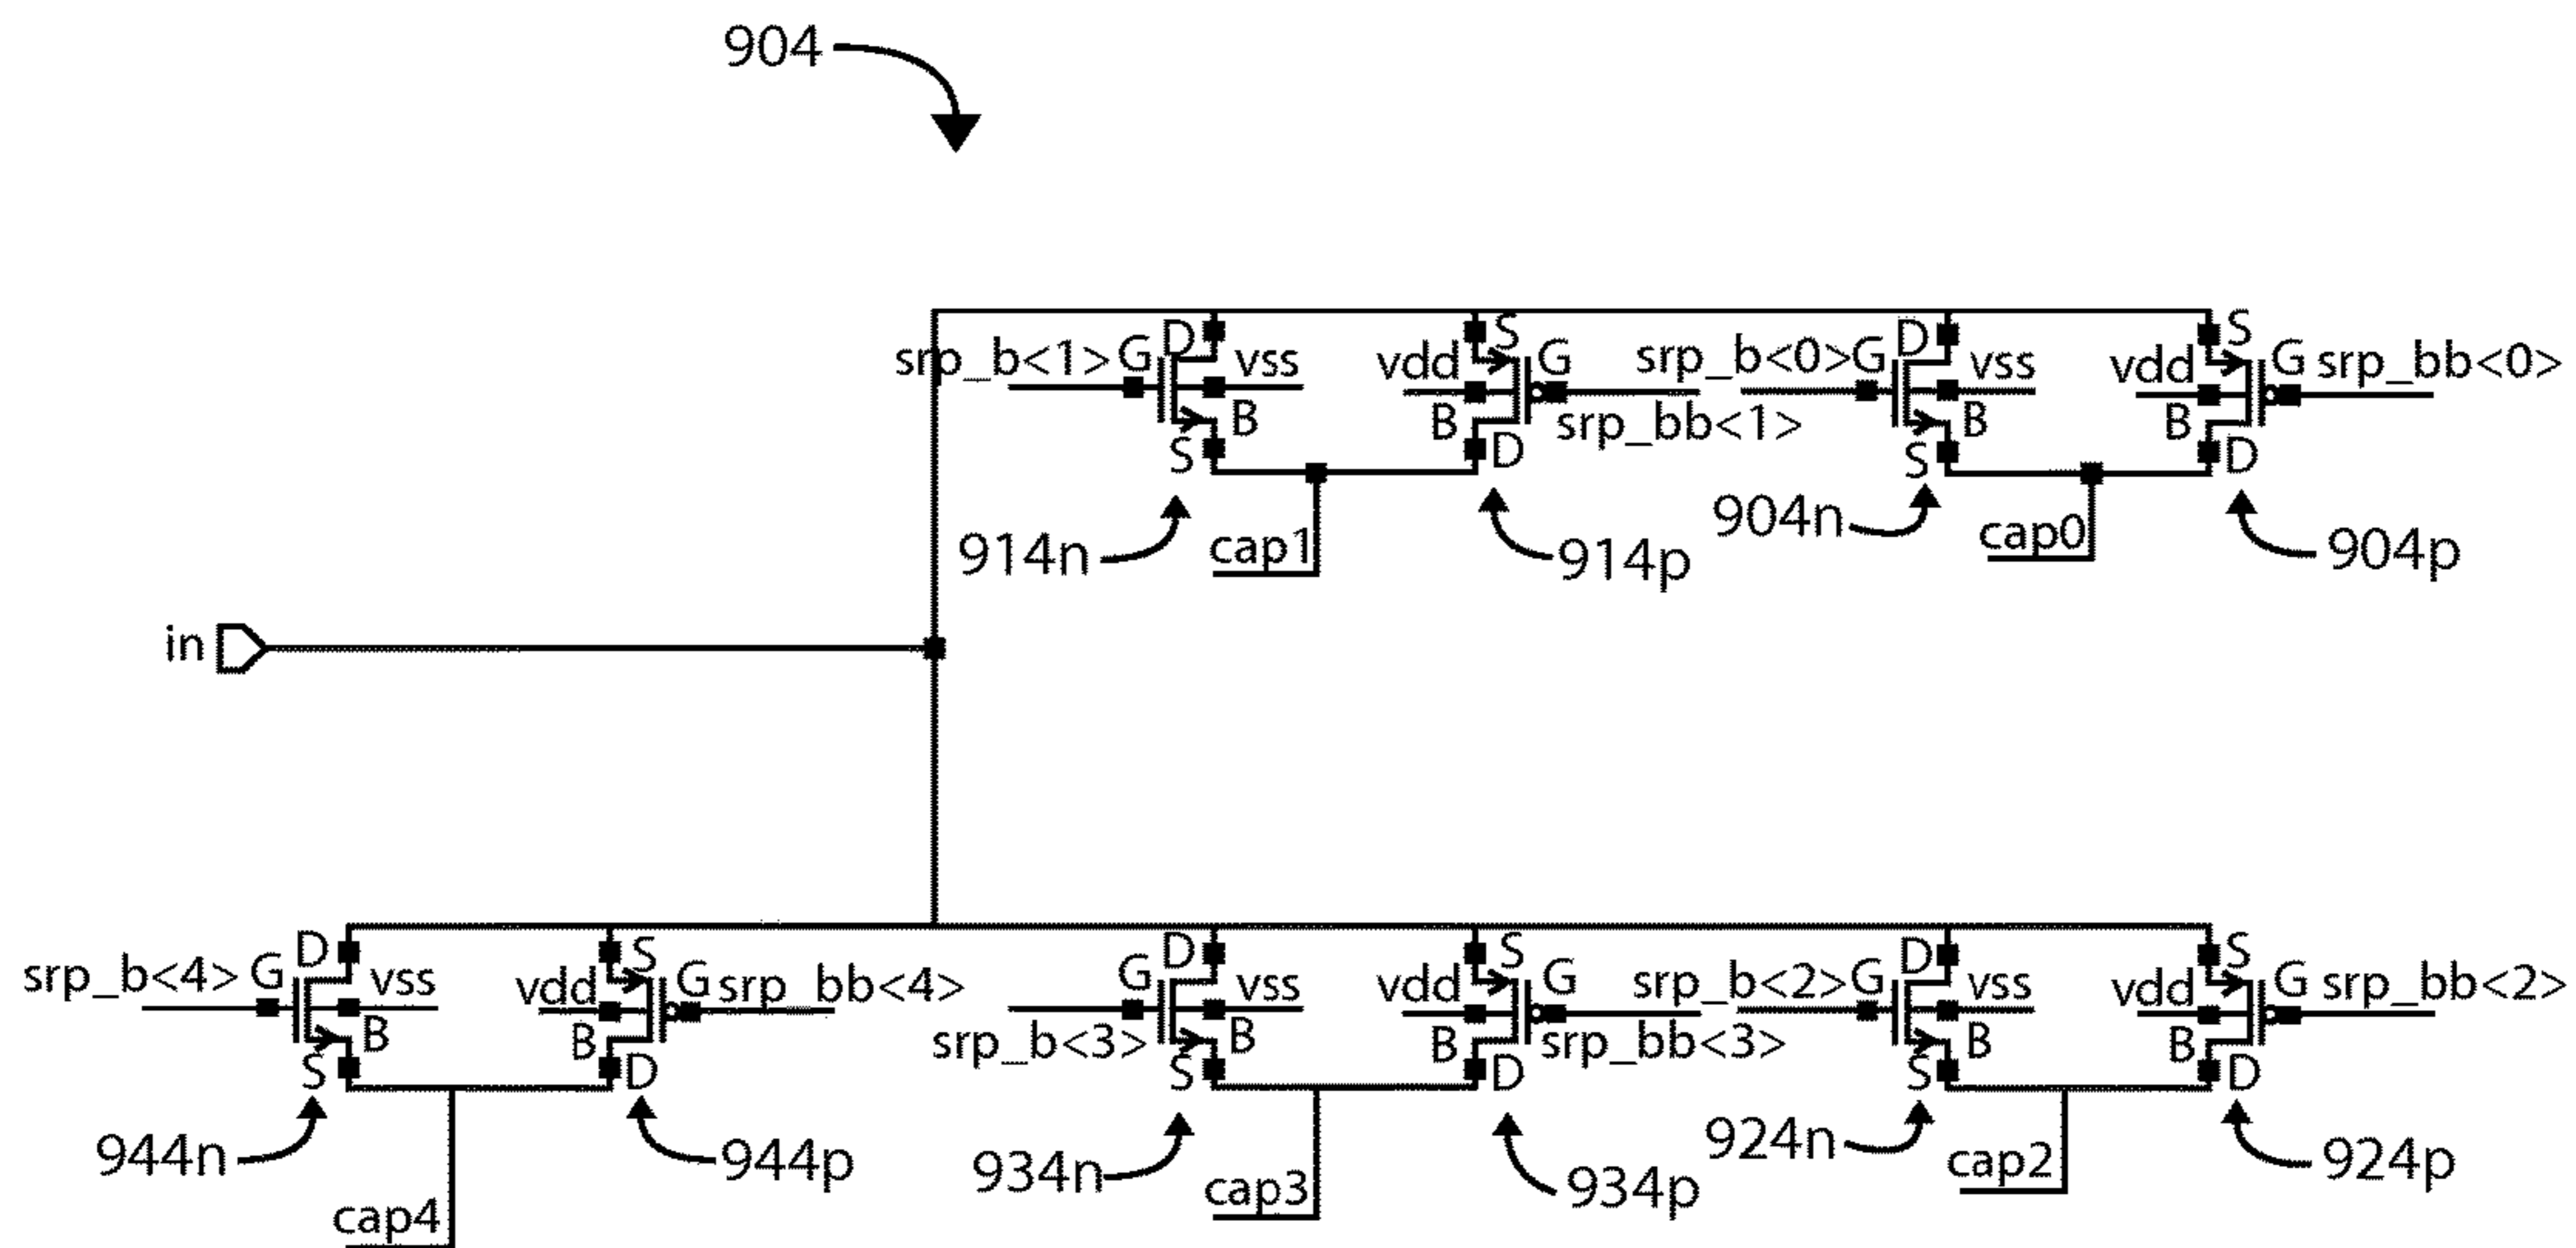 904
D S D S
srp_b<1> G vss vdd G srp_b<0> G vss vdd G srp_bb<0>
B B srp_bb<1> B B
S D S D
914n cap1 914p 904n cap0 904p
in
D S D S D S
srp_b<4> G vss vdd G srp_bb<4> G vss vdd G srp_b<2> G vss vdd G srp_bb<2>
B B srp_b<3> B B srp_bb<3> B B
S D S D S D
944n 944p 934n cap3 934p 924n cap2 924p
cap4